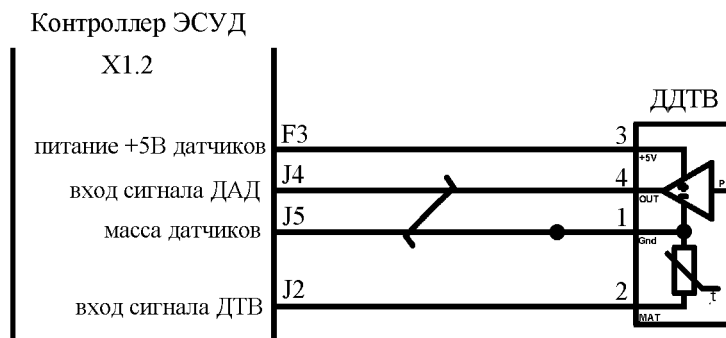 Контроллер ЭСУД
X1.2
ДДТВ
питание +5В датчиков F3 3 +5V
вход сигнала ДАД J4 4 OUT P
масса датчиков J5 1 Gnd
вход сигнала ДТВ J2 2 MAT
t